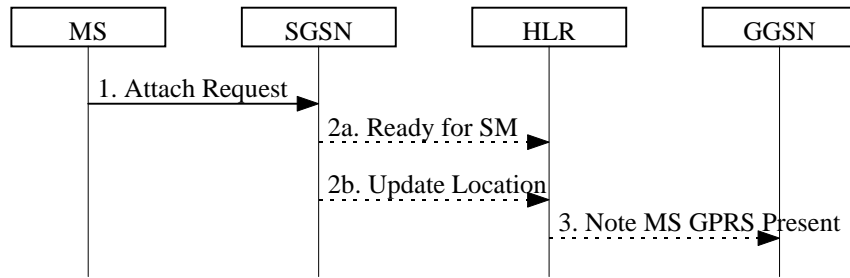 MS SGSN HLR GGSN
1. Attach Request
2a. Ready for SM
2b. Update Location
3. Note MS GPRS Present